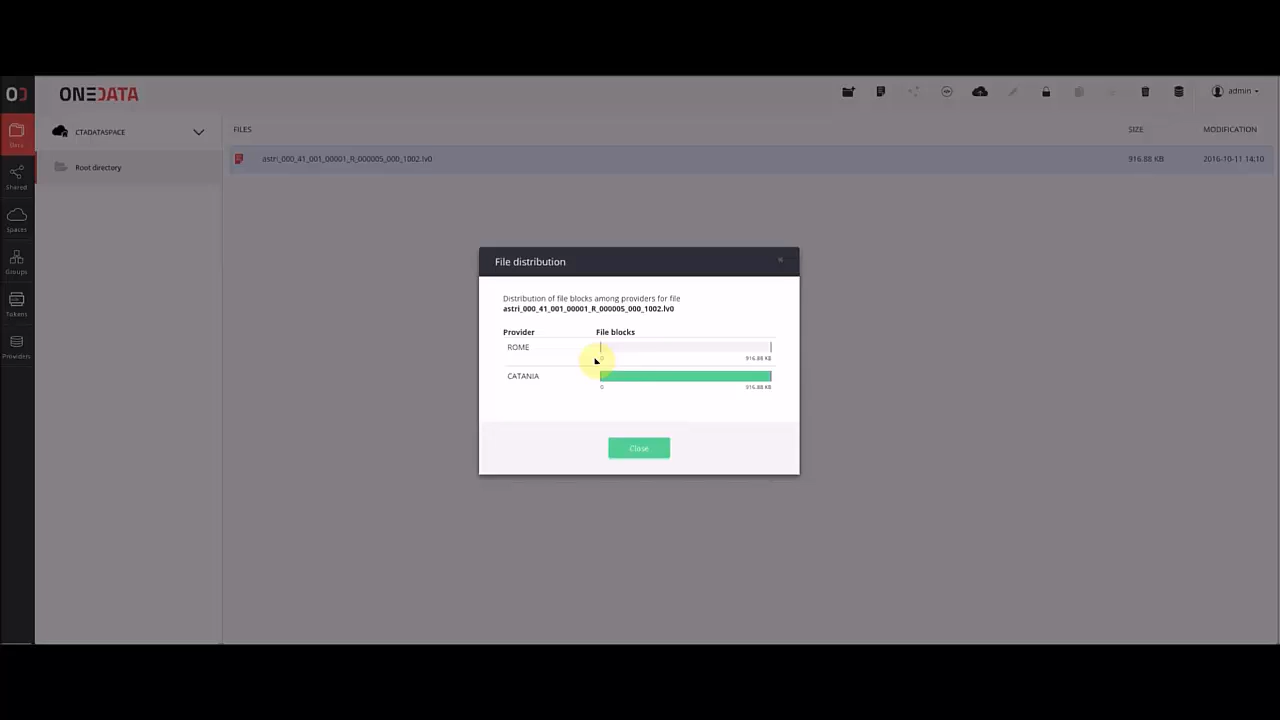 ONEDATA
admin
Data
Shared
Spaces
Groups
Tokens
Providers
CTADATASPACE
Root directory
FILES SIZE MODIFICATION
astri_000_41_001_00001_R_000005_000_1002.lv0 916.88 KB 2016-10-11 14:10
File distribution
Distribution of file blocks among providers for file
astri_000_41_001_00001_R_000005_000_1002.lv0
Provider File blocks
ROME
0 916.88 KB
CATANIA
0 916.88 KB
Close